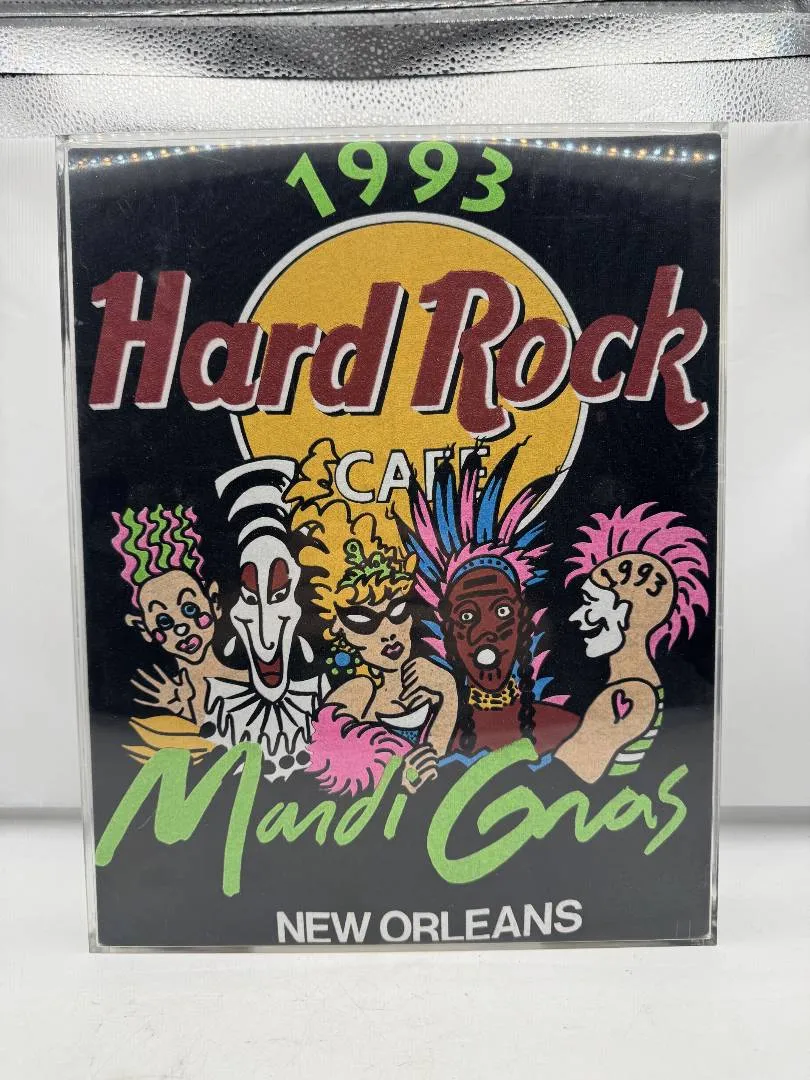 1993
Hard Rock
CAFE
1993
Mardi Gras
NEW ORLEANS